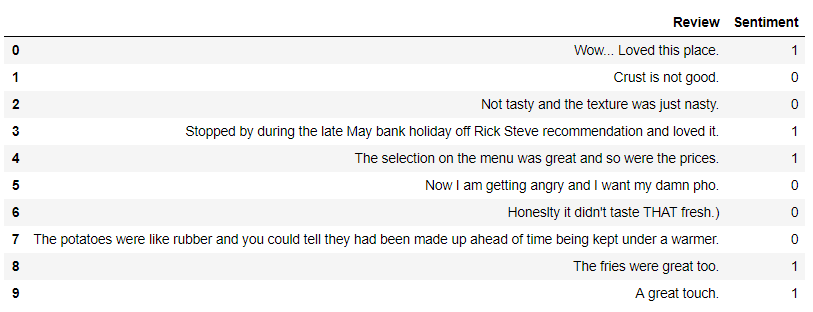 Review Sentiment
0 Wow... Loved this place. 1
1 Crust is not good. 0
2 Not tasty and the texture was just nasty. 0
3 Stopped by during the late May bank holiday off Rick Steve recommendation and loved it. 1
4 The selection on the menu was great and so were the prices. 1
5 Now I am getting angry and I want my damn pho. 0
6 Honeslty it didn't taste THAT fresh.) 0
7 The potatoes were like rubber and you could tell they had been made up ahead of time being kept under a warmer. 0
8 The fries were great too. 1
9 A great touch. 1